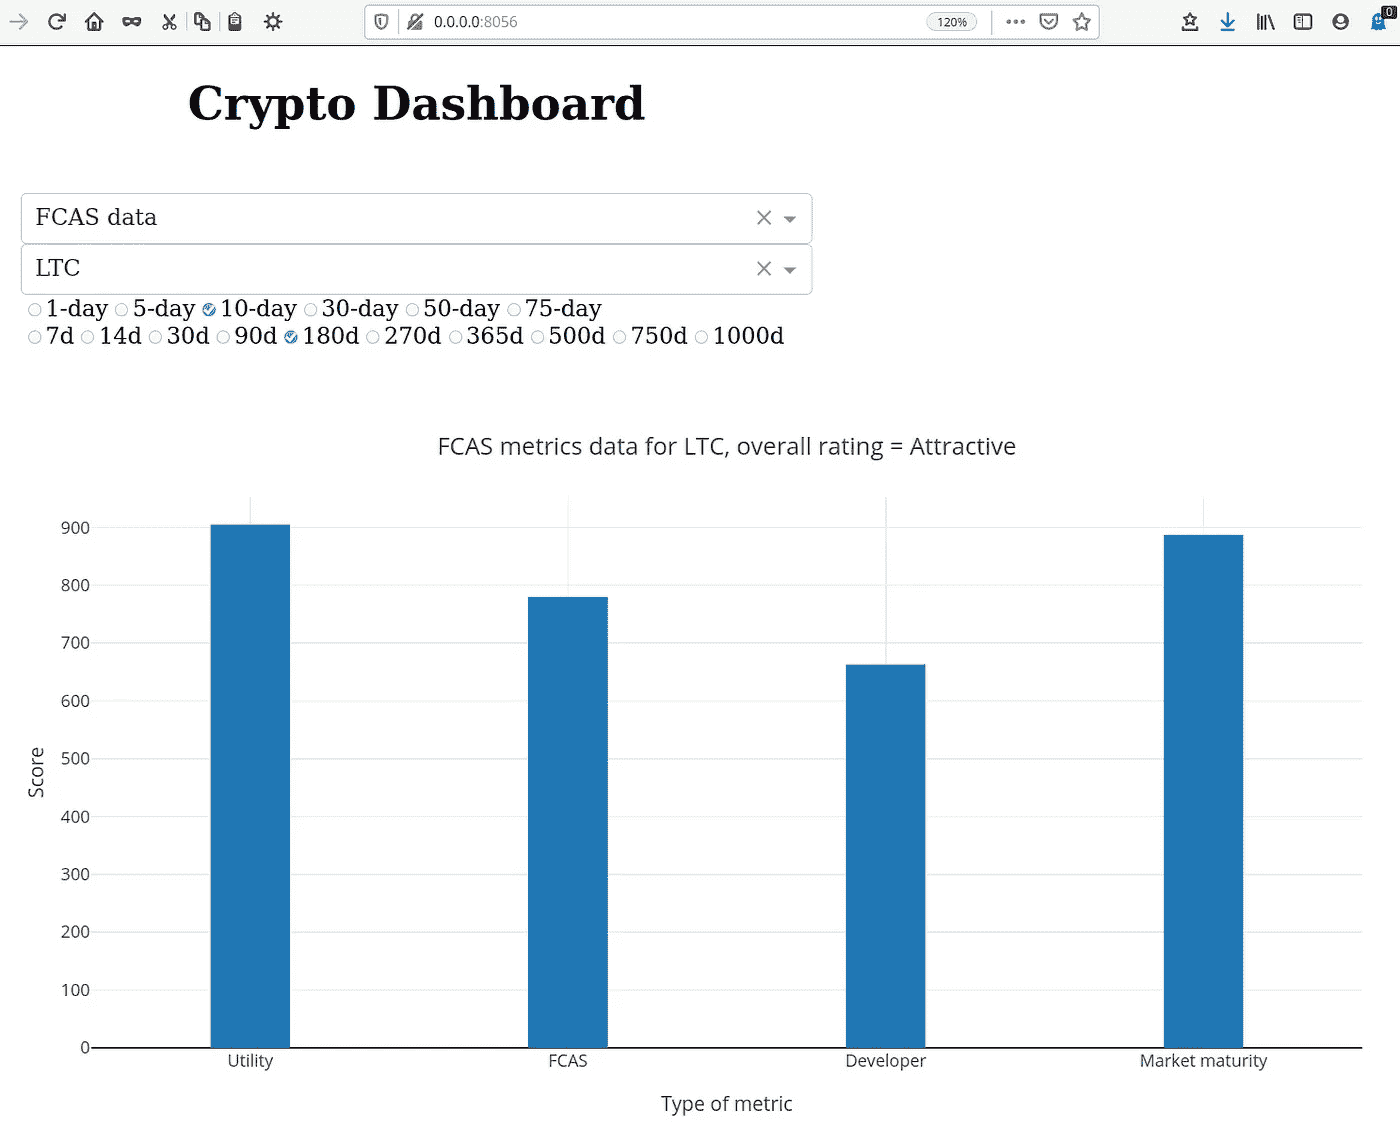 0.0.0.0:8056 120% 0
Crypto Dashboard
FCAS data
LTC
1-day 5-day 10-day 30-day 50-day 75-day
7d 14d 30d 90d 180d 270d 365d 500d 750d 1000d
FCAS metrics data for LTC, overall rating = Attractive
900
800
700
600
500
Score
400
300
200
100
0
Utility FCAS Developer Market maturity
Type of metric